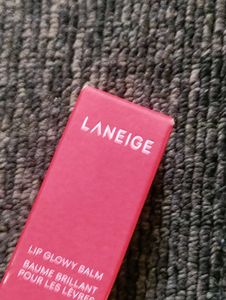 LANEIGE
LIP GLOWY BALM
BAUME BRILLANT
POUR LES LÈVRES